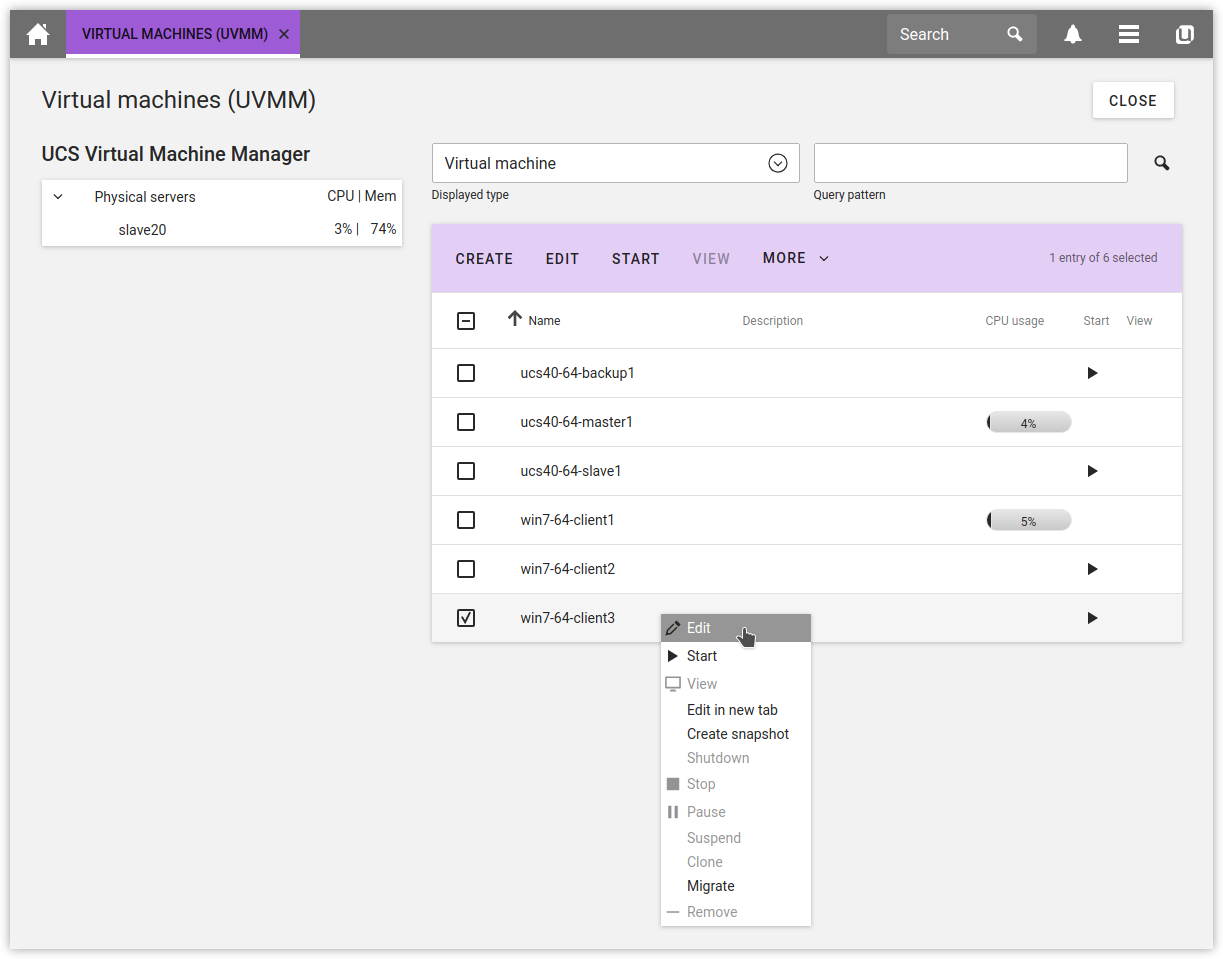 VIRTUAL MACHINES (UVMM)
Search
Virtual machines (UVMM)
CLOSE
UCS Virtual Machine Manager
Physical servers CPU | Mem
slave20 3% | 74%
Virtual machine
Displayed type
Query pattern
CREATE EDIT START VIEW MORE 1 entry of 6 selected
Name Description CPU usage Start View
ucs40-64-backup1
ucs40-64-master1 4%
ucs40-64-slave1
win7-64-client1 5%
win7-64-client2
win7-64-client3
Edit
Start
View
Edit in new tab
Create snapshot
Shutdown
Stop
Pause
Suspend
Clone
Migrate
Remove